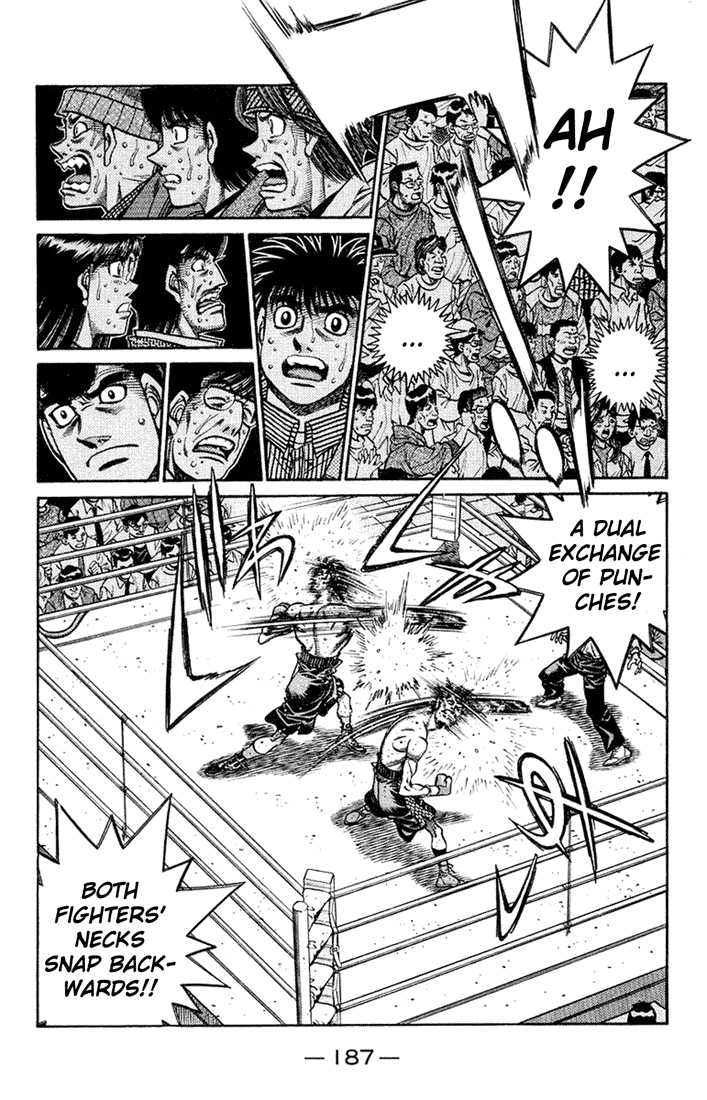 AH
!!
...
...
A DUAL
EXCHANGE
OF PUN-
CHES!
BOTH
FIGHTERS'
NECKS
SNAP BACK-
WARDS!!
— 187 —